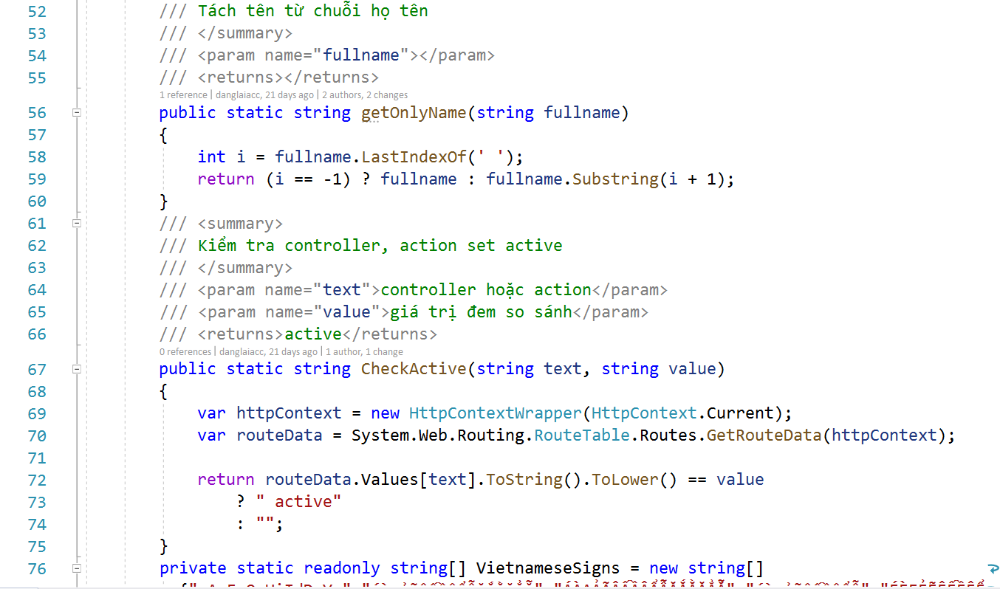 52 /// Tách tên từ chuỗi họ tên
53 /// </summary>
54 /// <param name="fullname"></param>
55 /// <returns></returns>
1 reference | danglaiacc, 21 days ago | 2 authors, 2 changes
56 public static string getOnlyName(string fullname)
57 {
58 int i = fullname.LastIndexOf(' ');
59 return (i == -1) ? fullname : fullname.Substring(i + 1);
60 }
61 /// <summary>
62 /// Kiểm tra controller, action set active
63 /// </summary>
64 /// <param name="text">controller hoặc action</param>
65 /// <param name="value">giá trị đem so sánh</param>
66 /// <returns>active</returns>
0 references | danglaiacc, 21 days ago | 1 author, 1 change
67 public static string CheckActive(string text, string value)
68 {
69 var httpContext = new HttpContextWrapper(HttpContext.Current);
70 var routeData = System.Web.Routing.RouteTable.Routes.GetRouteData(httpContext);
71
72 return routeData.Values[text].ToString().ToLower() == value
73 ? " active"
74 : "";
75 }
76 private static readonly string[] VietnameseSigns = new string[]